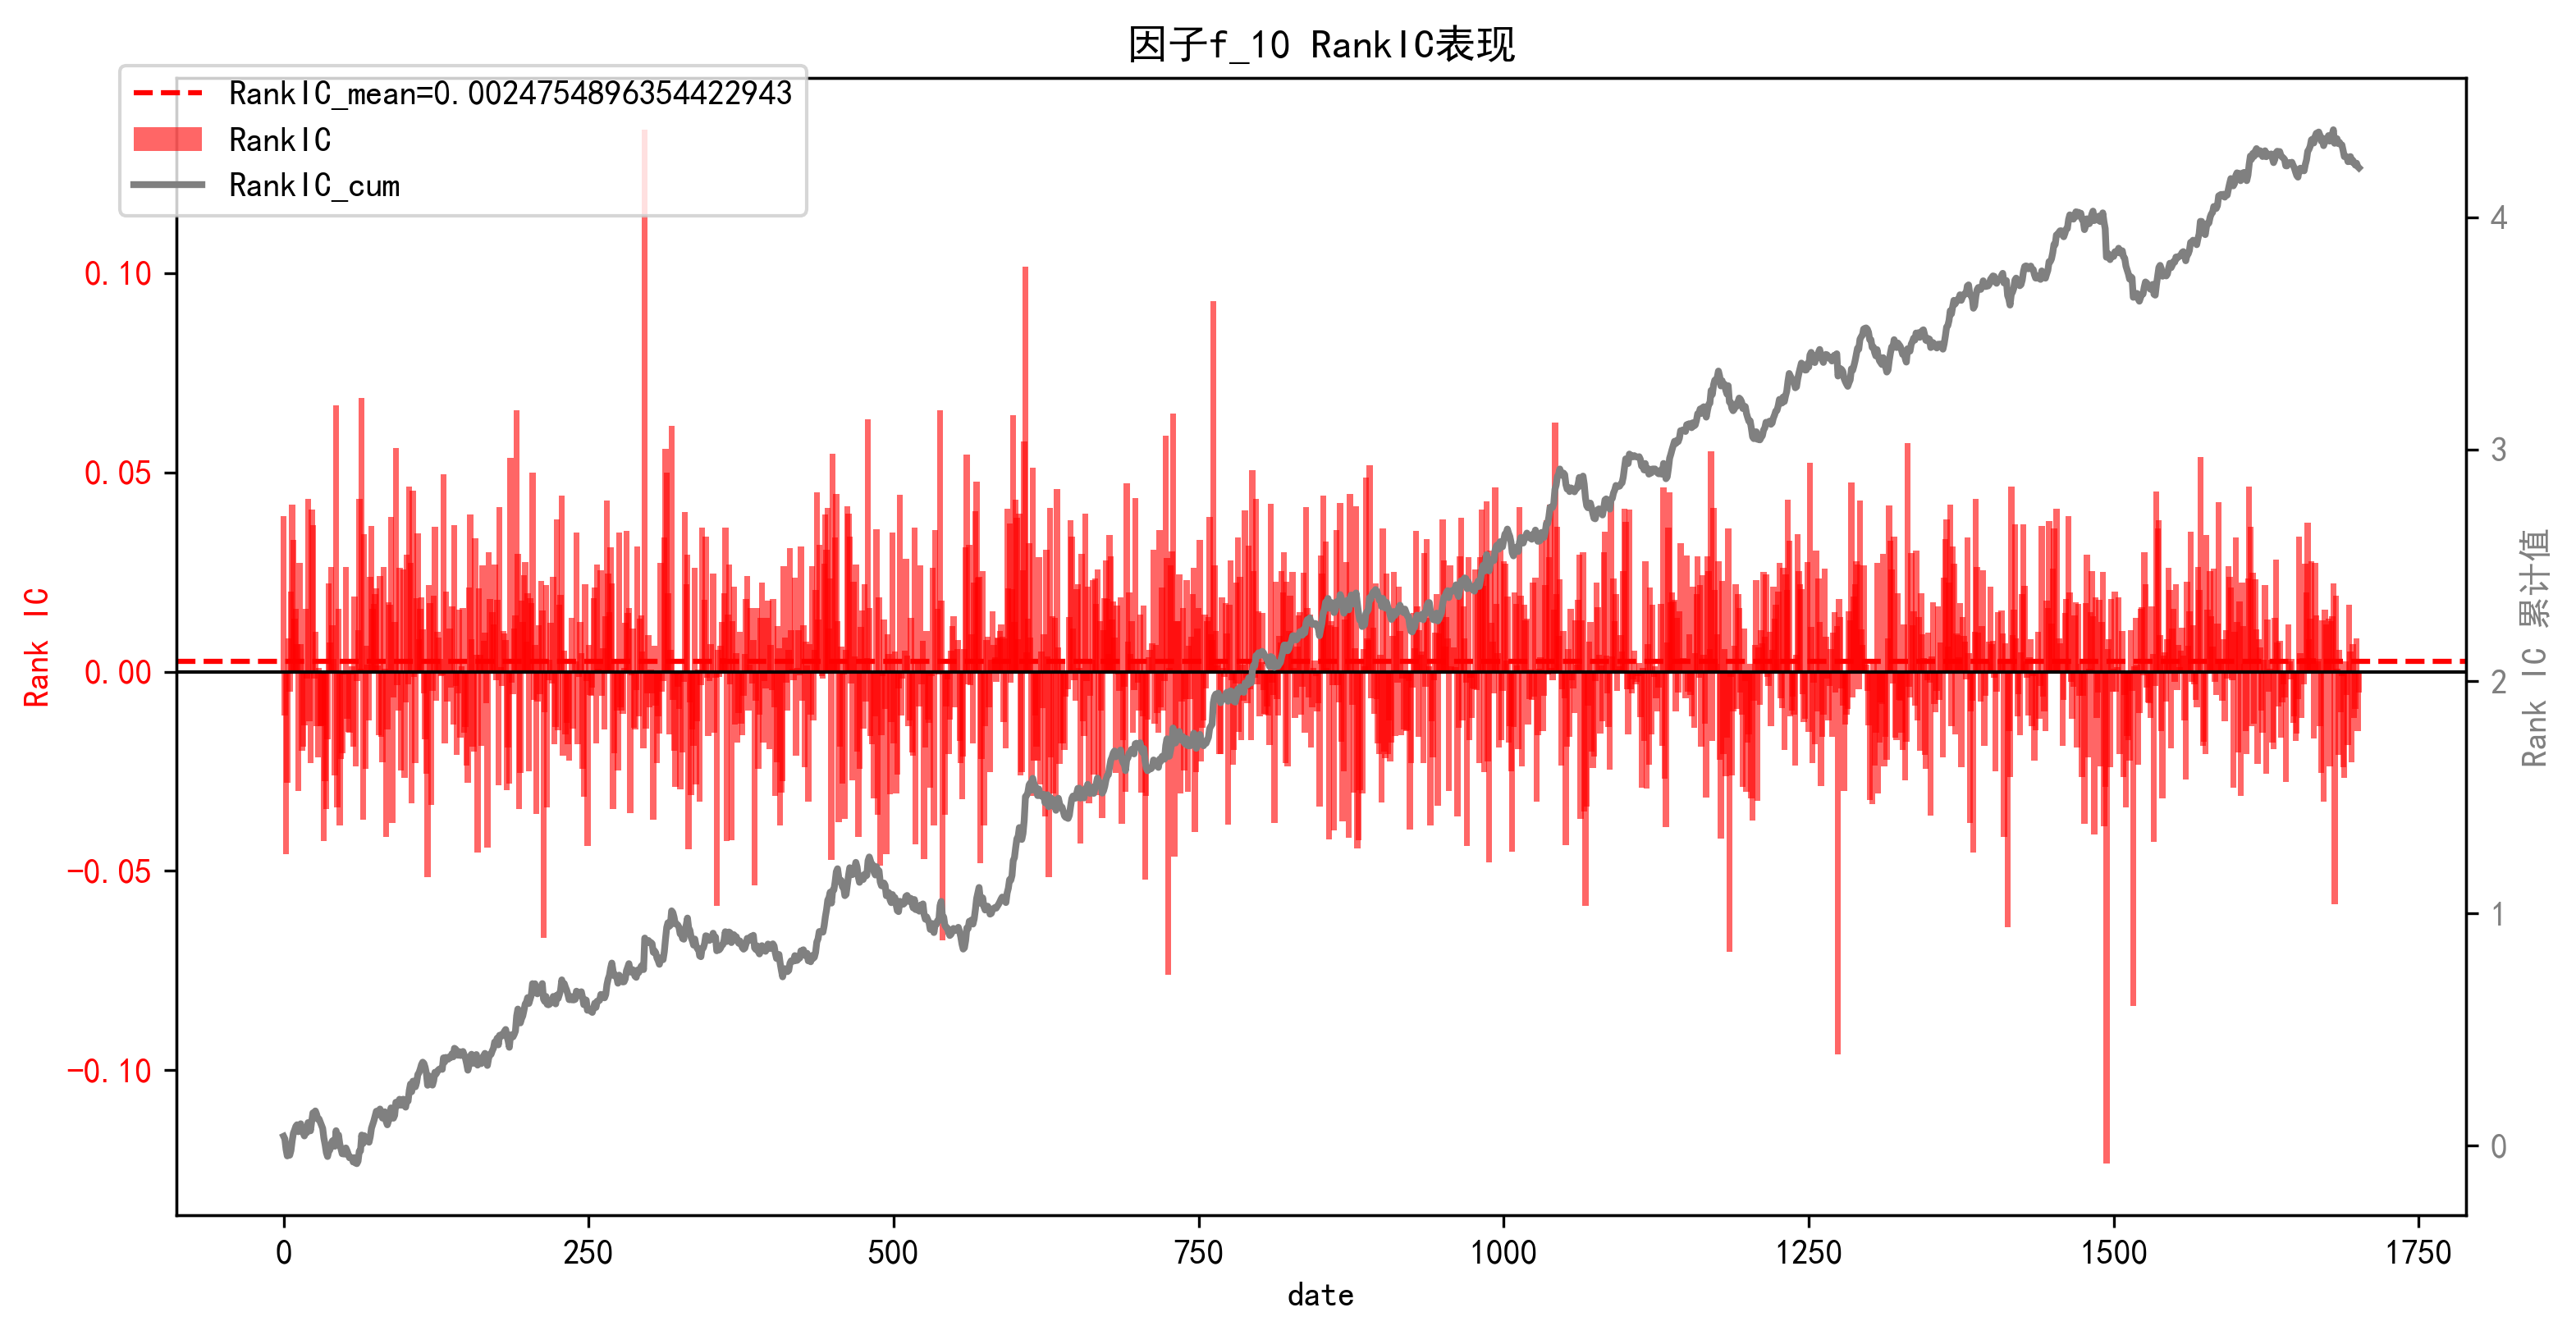 因子f_10 RankIC表现
RankIC_mean=0.0024754896354422943
RankIC
RankIC_cum
Rank IC
0.10
0.05
0.00
-0.05
-0.10
0
250
500
750
1000
1250
1500
1750
date
4
3
2
1
0
Rank IC 累计值